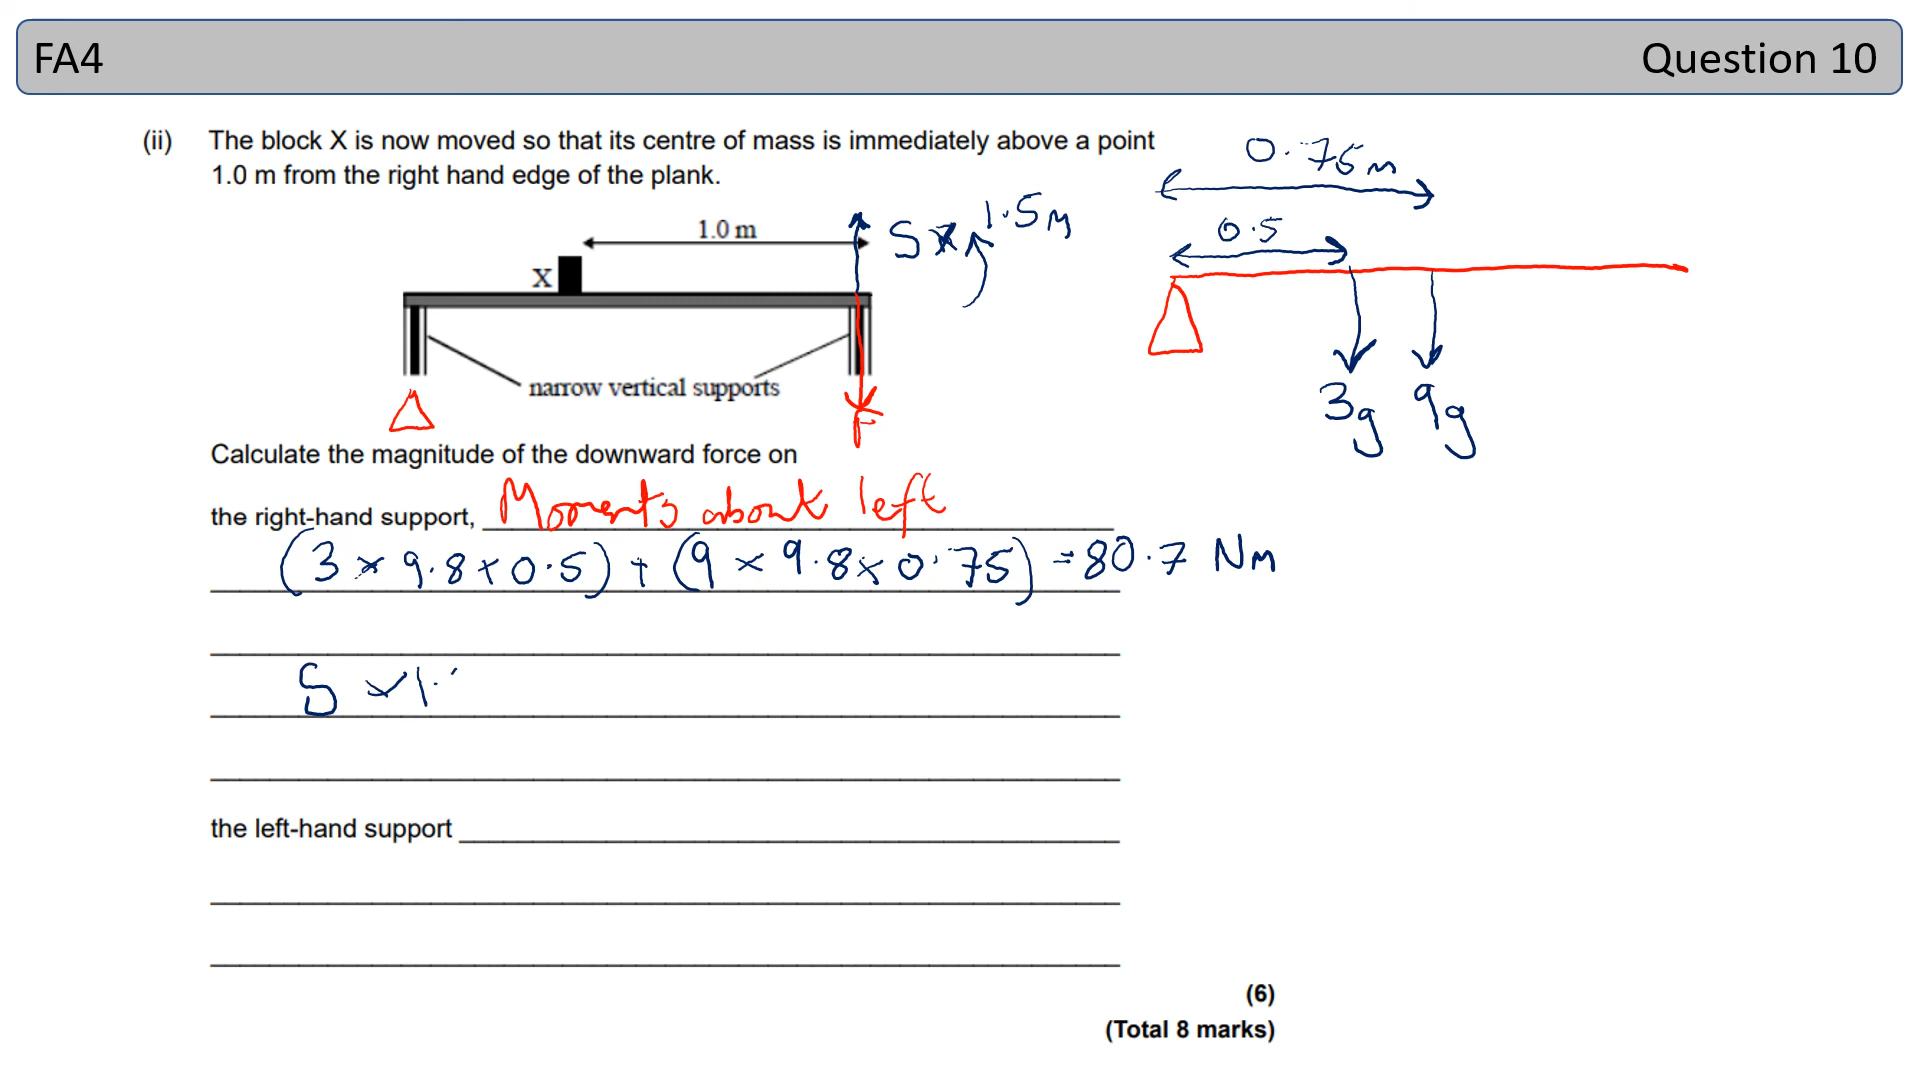 FA4 Question 10
(ii) The block X is now moved so that its centre of mass is immediately above a point
1.0 m from the right hand edge of the plank.
0.75 m
0.5
1.0 m
S x 1.5 m
X
narrow vertical supports
F
3g 9g
Calculate the magnitude of the downward force on
the right-hand support, Moments about left
(3 × 9.8 × 0.5) + (9 × 9.8 × 0.75) = 80.7 Nm
S × 1.
the left-hand support
(6)
(Total 8 marks)